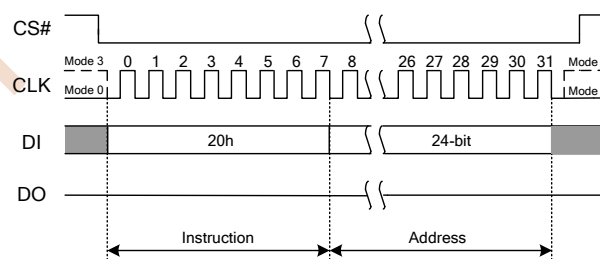 CS#
Mode 3 0 1 2 3 4 5 6 7 8 26 27 28 29 30 31 Mode
CLK
Mode 0 Mode
DI 20h 24-bit
DO
Instruction Address